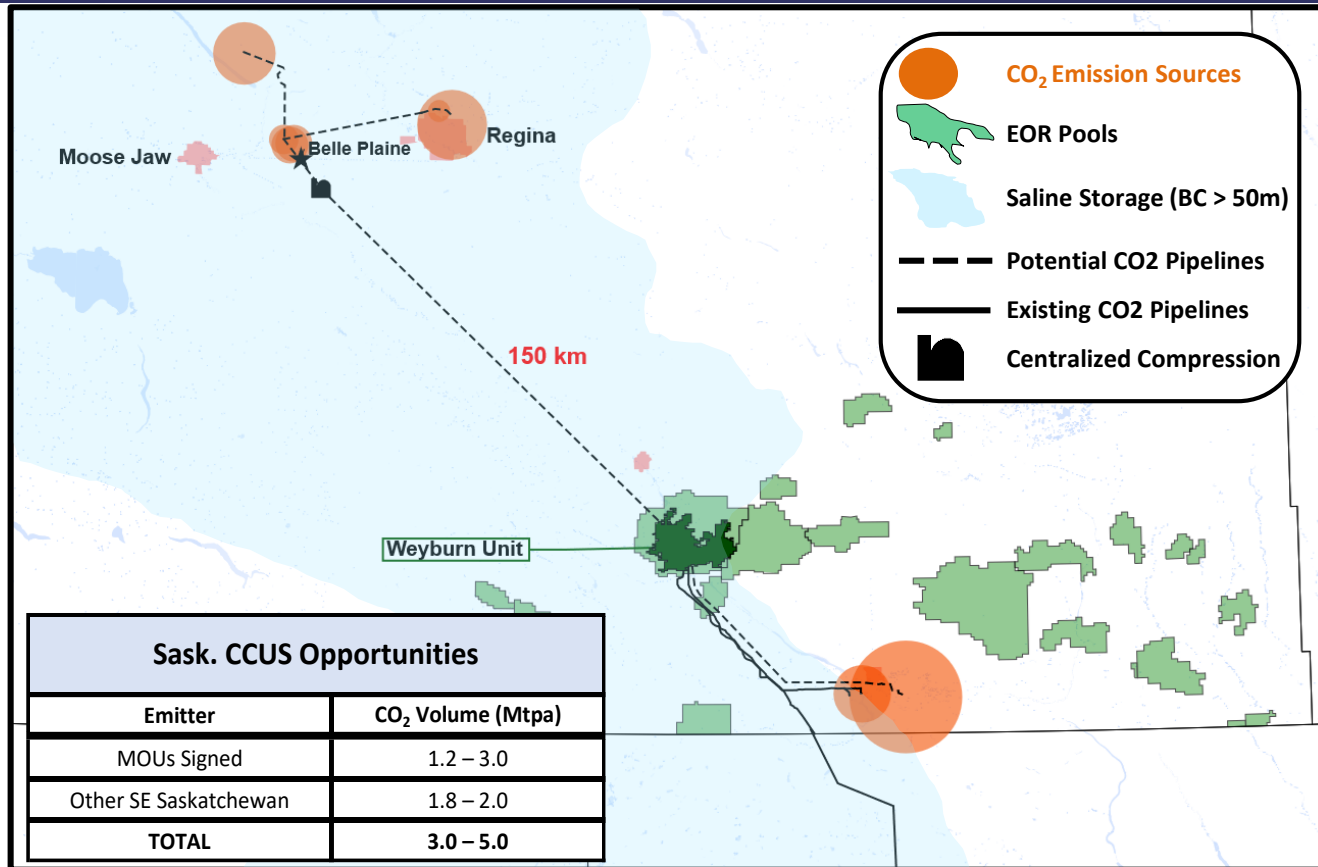 CO₂ Emission Sources
EOR Pools
Saline Storage (BC > 50m)
Potential CO2 Pipelines
Existing CO2 Pipelines
Centralized Compression
Moose Jaw
Belle Plaine
Regina
150 km
Weyburn Unit
Sask. CCUS Opportunities
Emitter CO₂ Volume (Mtpa)
MOUs Signed 1.2 – 3.0
Other SE Saskatchewan 1.8 – 2.0
TOTAL 3.0 – 5.0